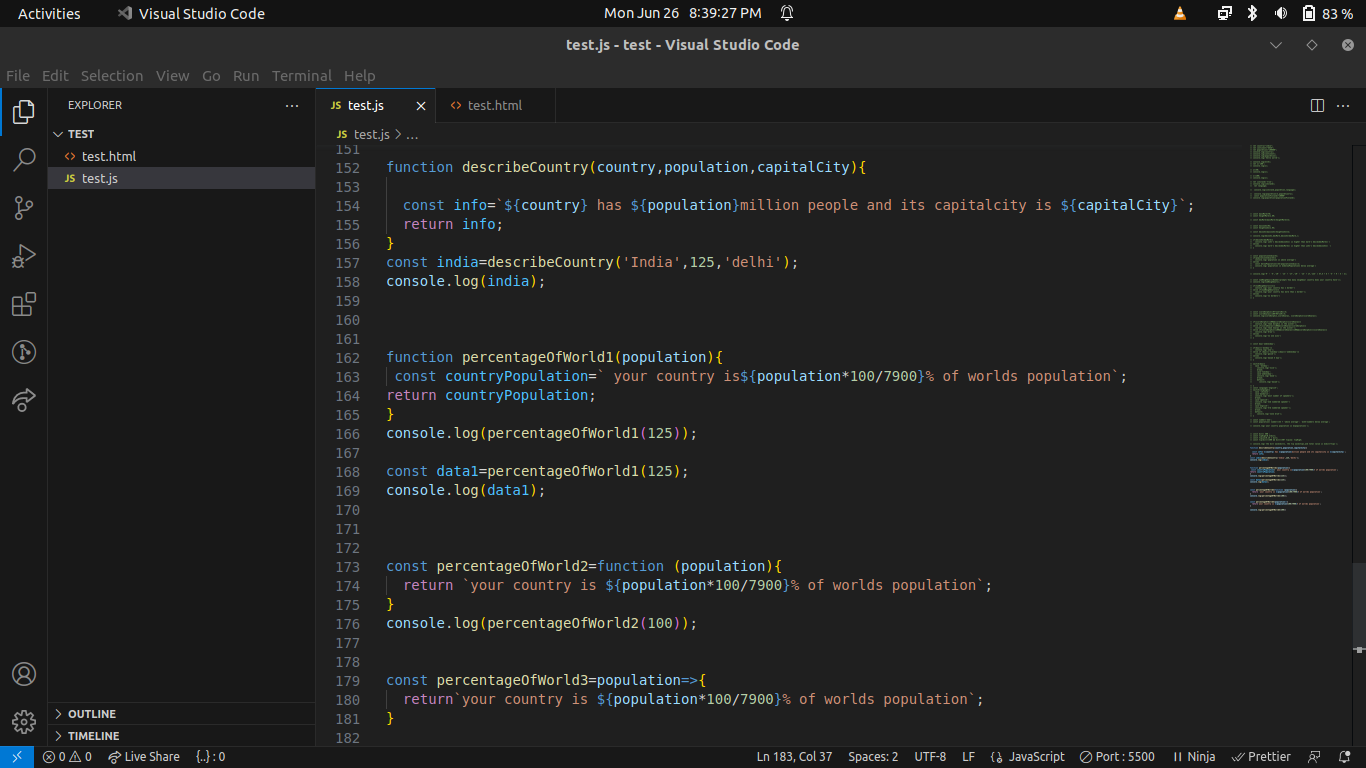 Activities Visual Studio Code Mon Jun 26 8:39:27 PM 83 %
test.js - test - Visual Studio Code
File Edit Selection View Go Run Terminal Help
EXPLORER ···
TEST
test.html
JS test.js
OUTLINE
TIMELINE
JS test.js × <> test.html ···
JS test.js > ...
151
152 function describeCountry(country,population,capitalCity){
153
154 const info=`${country} has ${population}million people and its capitalcity is ${capitalCity}`;
155 return info;
156 }
157 const india=describeCountry('India',125,'delhi');
158 console.log(india);
159
160
161
162 function percentageOfWorld1(population){
163 const countryPopulation=` your country is${population*100/7900}% of worlds population`;
164 return countryPopulation;
165 }
166 console.log(percentageOfWorld1(125));
167
168 const data1=percentageOfWorld1(125);
169 console.log(data1);
170
171
172
173 const percentageOfWorld2=function (population){
174 return `your country is ${population*100/7900}% of worlds population`;
175 }
176 console.log(percentageOfWorld2(100));
177
178
179 const percentageOfWorld3=population=>{
180 return`your country is ${population*100/7900}% of worlds population`;
181 }
182
0 0 Live Share {..} : 0 Ln 183, Col 37 Spaces: 2 UTF-8 LF JavaScript Port : 5500 Ninja Prettier